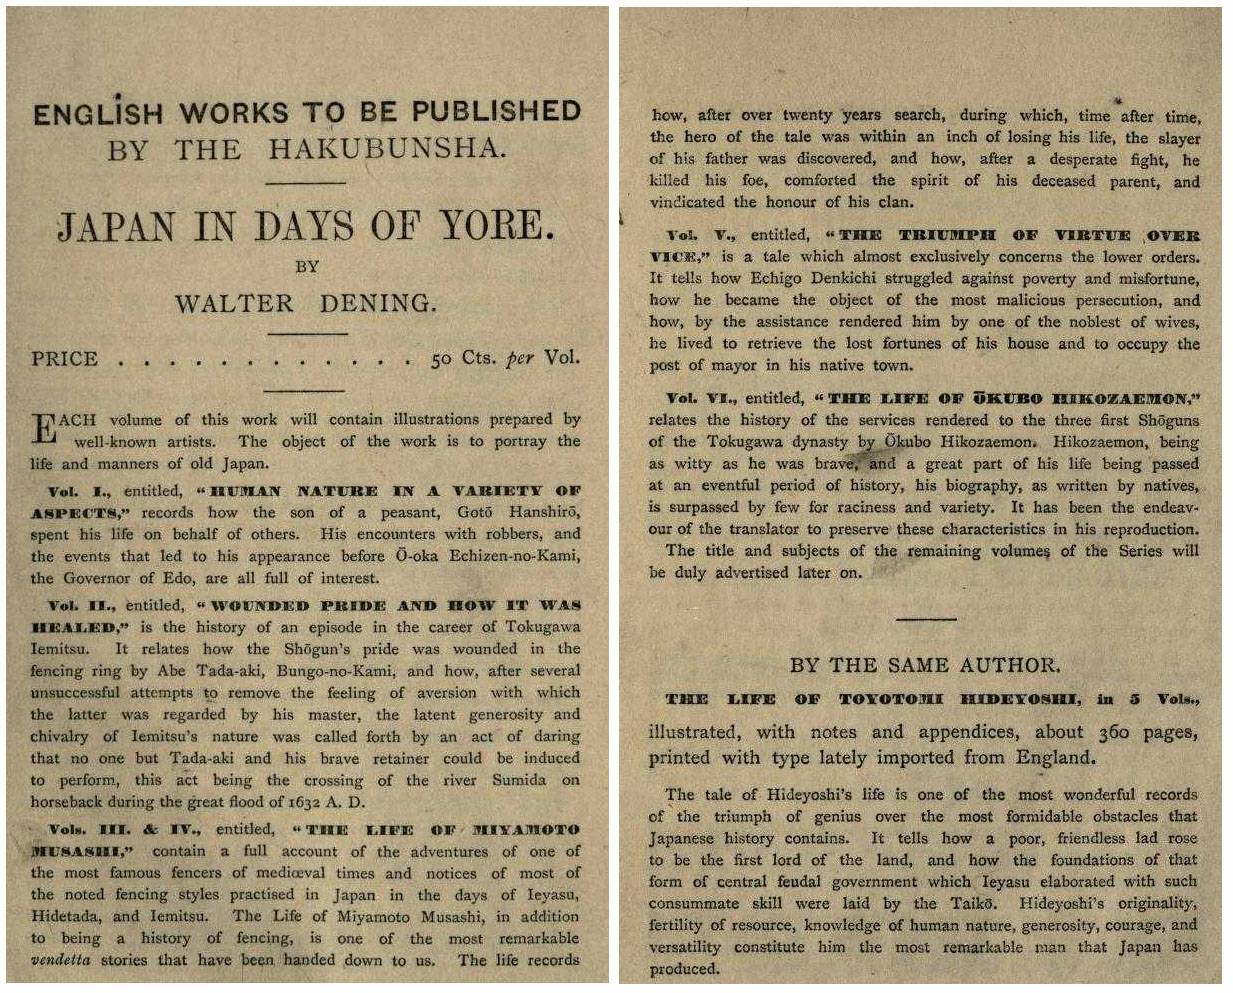 ENGLISH WORKS TO BE PUBLISHED
BY THE HAKUBUNSHA.
JAPAN IN DAYS OF YORE.
BY
WALTER DENING.
PRICE . . . . . . . . . . . . 50 Cts. per Vol.
EACH volume of this work will contain illustrations prepared by
well-known artists. The object of the work is to portray the
life and manners of old Japan.
Vol. I., entitled, “HUMAN NATURE IN A VARIETY OF
ASPECTS,” records how the son of a peasant, Gotō Hanshirō,
spent his life on behalf of others. His encounters with robbers, and
the events that led to his appearance before Ō-oka Echizen-no-Kami,
the Governor of Edo, are all full of interest.
Vol. II., entitled, “WOUNDED PRIDE AND HOW IT WAS
HEALED,” is the history of an episode in the career of Tokugawa
Iemitsu. It relates how the Shōgun's pride was wounded in the
fencing ring by Abe Tada-aki, Bungo-no-Kami, and how, after several
unsuccessful attempts to remove the feeling of aversion with which
the latter was regarded by his master, the latent generosity and
chivalry of Iemitsu's nature was called forth by an act of daring
that no one but Tada-aki and his brave retainer could be induced
to perform, this act being the crossing of the river Sumida on
horseback during the great flood of 1632 A. D.
Vols. III. & IV., entitled, “THE LIFE OF MIYAMOTO
MUSASHI,” contain a full account of the adventures of one of
the most famous fencers of mediœval times and notices of most of
the noted fencing styles practised in Japan in the days of Ieyasu,
Hidetada, and Iemitsu. The Life of Miyamoto Musashi, in addition
to being a history of fencing, is one of the most remarkable
vendetta stories that have been handed down to us. The life records
how, after over twenty years search, during which, time after time,
the hero of the tale was within an inch of losing his life, the slayer
of his father was discovered, and how, after a desperate fight, he
killed his foe, comforted the spirit of his deceased parent, and
vindicated the honour of his clan.
Vol. V., entitled, “THE TRIUMPH OF VIRTUE OVER
VICE,” is a tale which almost exclusively concerns the lower orders.
It tells how Echigo Denkichi struggled against poverty and misfortune,
how he became the object of the most malicious persecution, and
how, by the assistance rendered him by one of the noblest of wives,
he lived to retrieve the lost fortunes of his house and to occupy the
post of mayor in his native town.
Vol. VI., entitled, “THE LIFE OF ŌKUBO HIKOZAEMON,”
relates the history of the services rendered to the three first Shōguns
of the Tokugawa dynasty by Ōkubo Hikozaemon. Hikozaemon, being
as witty as he was brave, and a great part of his life being passed
at an eventful period of history, his biography, as written by natives,
is surpassed by few for raciness and variety. It has been the endeav-
our of the translator to preserve these characteristics in his reproduction.
The title and subjects of the remaining volumes of the Series will
be duly advertised later on.
BY THE SAME AUTHOR.
THE LIFE OF TOYOTOMI HIDEYOSHI, in 5 Vols.,
illustrated, with notes and appendices, about 360 pages,
printed with type lately imported from England.
The tale of Hideyoshi's life is one of the most wonderful records
of the triumph of genius over the most formidable obstacles that
Japanese history contains. It tells how a poor, friendless lad rose
to be the first lord of the land, and how the foundations of that
form of central feudal government which Ieyasu elaborated with such
consummate skill were laid by the Taikō. Hideyoshi's originality,
fertility of resource, knowledge of human nature, generosity, courage, and
versatility constitute him the most remarkable man that Japan has
produced.